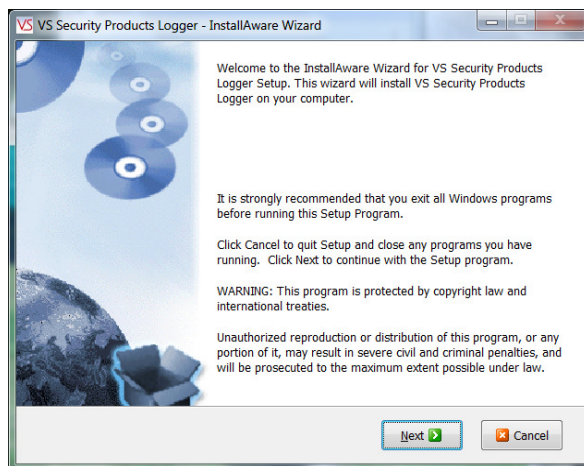 VS VS Security Products Logger - InstallAware Wizard
Welcome to the InstallAware Wizard for VS Security Products
Logger Setup. This wizard will install VS Security Products
Logger on your computer.
It is strongly recommended that you exit all Windows programs
before running this Setup Program.
Click Cancel to quit Setup and close any programs you have
running. Click Next to continue with the Setup program.
WARNING: This program is protected by copyright law and
international treaties.
Unauthorized reproduction or distribution of this program, or any
portion of it, may result in severe civil and criminal penalties, and
will be prosecuted to the maximum extent possible under law.
Next
Cancel